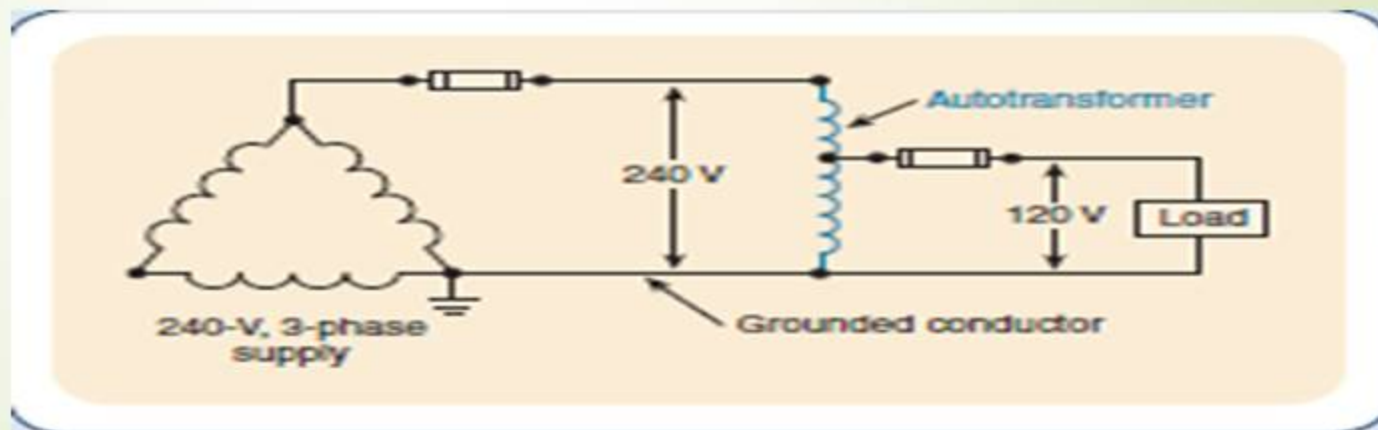 Autotransformer
240 V
120 V
Load
240-V, 3-phase
supply
Grounded conductor